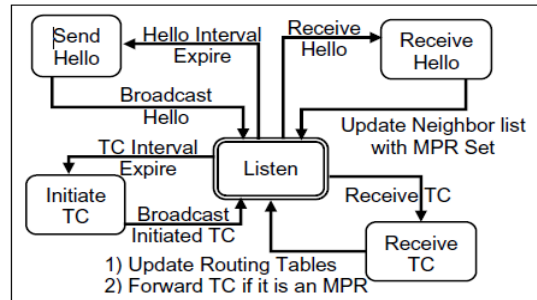 Send
Hello
Hello Interval
Expire
Receive
Hello
Receive
Hello
Broadcast
Hello
Update Neighbor list
with MPR Set
TC Interval
Expire
Listen
Initiate
TC
Broadcast
Initiated TC
Receive TC
Receive
TC
1) Update Routing Tables
2) Forward TC if it is an MPR